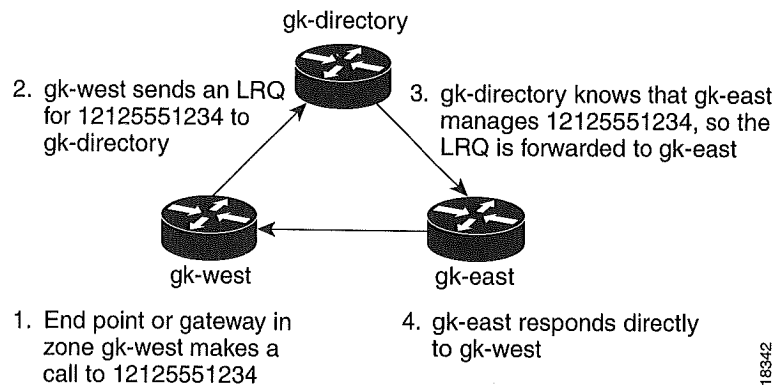 gk-directory
2. gk-west sends an LRQ
for 12125551234 to
gk-directory
3. gk-directory knows that gk-east
manages 12125551234, so the
LRQ is forwarded to gk-east
gk-west
gk-east
1. End point or gateway in
zone gk-west makes a
call to 12125551234
4. gk-east responds directly
to gk-west
18342